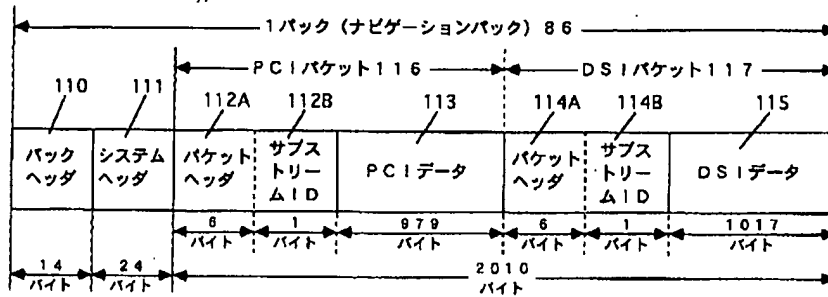 1パック（ナビゲーションパック）86
PCIパケット116
DSIパケット117
110
111
112A
112B
113
114A
114B
115
パック
ヘッダ
システム
ヘッダ
パケット
ヘッダ
サブス
トリー
ムID
PCIデータ
パケット
ヘッダ
サブス
トリー
ムID
DSIデータ
6
バイト
1
バイト
979
バイト
6
バイト
1
バイト
1017
バイト
14
バイト
24
バイト
2010
バイト